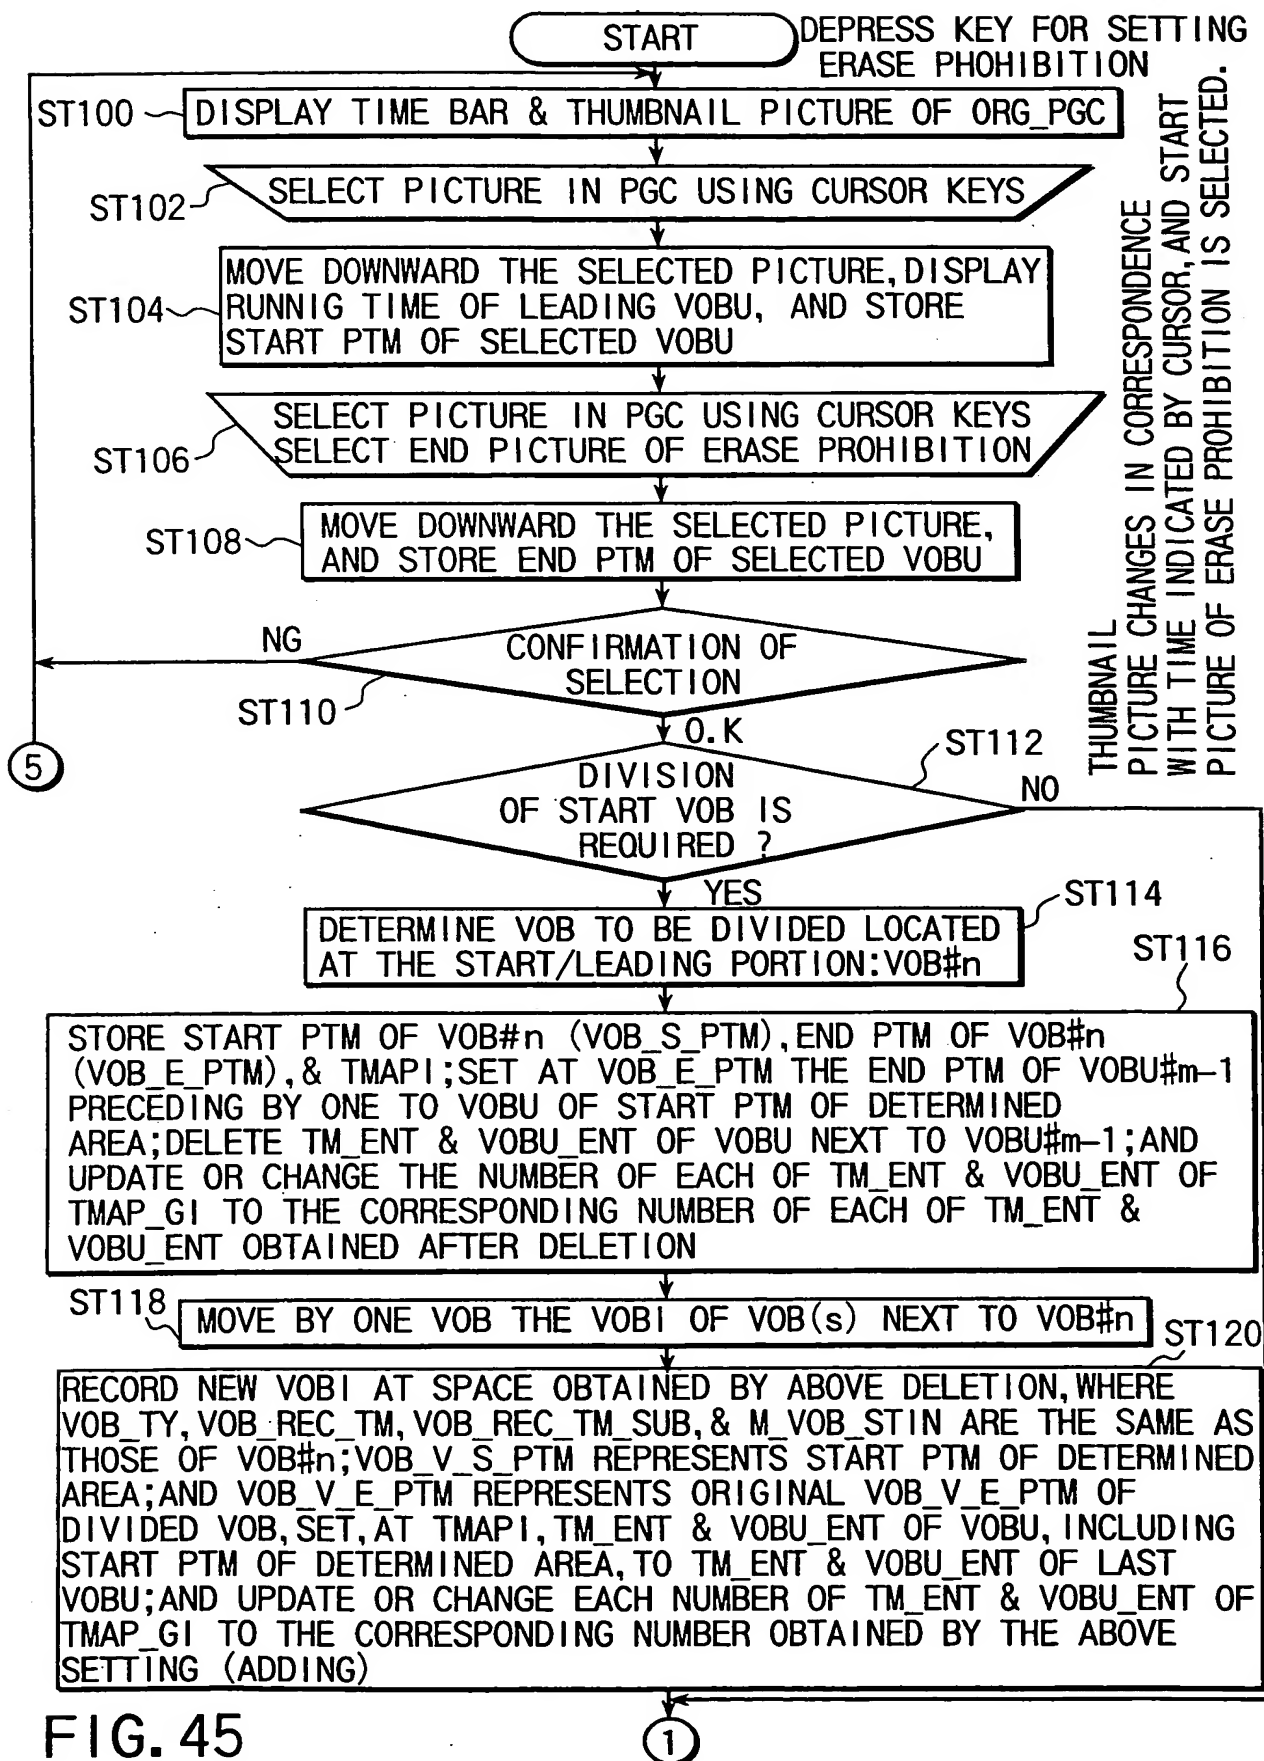 START
DEPRESS KEY FOR SETTING
ERASE PHOHIBITION
ST100
DISPLAY TIME BAR & THUMBNAIL PICTURE OF ORG_PGC
ST102
SELECT PICTURE IN PGC USING CURSOR KEYS
ST104
MOVE DOWNWARD THE SELECTED PICTURE, DISPLAY
RUNNIG TIME OF LEADING VOBU, AND STORE
START PTM OF SELECTED VOBU
ST106
SELECT PICTURE IN PGC USING CURSOR KEYS
SELECT END PICTURE OF ERASE PROHIBITION
ST108
MOVE DOWNWARD THE SELECTED PICTURE,
AND STORE END PTM OF SELECTED VOBU
THUMBNAIL
PICTURE CHANGES IN CORRESPONDENCE
WITH TIME INDICATED BY CURSOR, AND START
PICTURE OF ERASE PROHIBITION IS SELECTED.
NG
CONFIRMATION OF
SELECTION
ST110
O.K
5
ST112
DIVISION
OF START VOB IS
REQUIRED ?
NO
YES
ST114
DETERMINE VOB TO BE DIVIDED LOCATED
AT THE START/LEADING PORTION:VOB#n
ST116
STORE START PTM OF VOB#n (VOB_S_PTM), END PTM OF VOB#n
(VOB_E_PTM), & TMAPI;SET AT VOB_E_PTM THE END PTM OF VOBU#m-1
PRECEDING BY ONE TO VOBU OF START PTM OF DETERMINED
AREA;DELETE TM_ENT & VOBU_ENT OF VOBU NEXT TO VOBU#m-1;AND
UPDATE OR CHANGE THE NUMBER OF EACH OF TM_ENT & VOBU_ENT OF
TMAP_GI TO THE CORRESPONDING NUMBER OF EACH OF TM_ENT &
VOBU_ENT OBTAINED AFTER DELETION
ST118
MOVE BY ONE VOB THE VOBI OF VOB(s) NEXT TO VOB#n
ST120
RECORD NEW VOBI AT SPACE OBTAINED BY ABOVE DELETION, WHERE
VOB_TY, VOB_REC_TM, VOB_REC_TM_SUB, & M_VOB_STIN ARE THE SAME AS
THOSE OF VOB#n;VOB_V_S_PTM REPRESENTS START PTM OF DETERMINED
AREA;AND VOB_V_E_PTM REPRESENTS ORIGINAL VOB_V_E_PTM OF
DIVIDED VOB, SET, AT TMAPI, TM_ENT & VOBU_ENT OF VOBU, INCLUDING
START PTM OF DETERMINED AREA, TO TM_ENT & VOBU_ENT OF LAST
VOBU;AND UPDATE OR CHANGE EACH NUMBER OF TM_ENT & VOBU_ENT OF
TMAP_GI TO THE CORRESPONDING NUMBER OBTAINED BY THE ABOVE
SETTING (ADDING)
FIG. 45
1